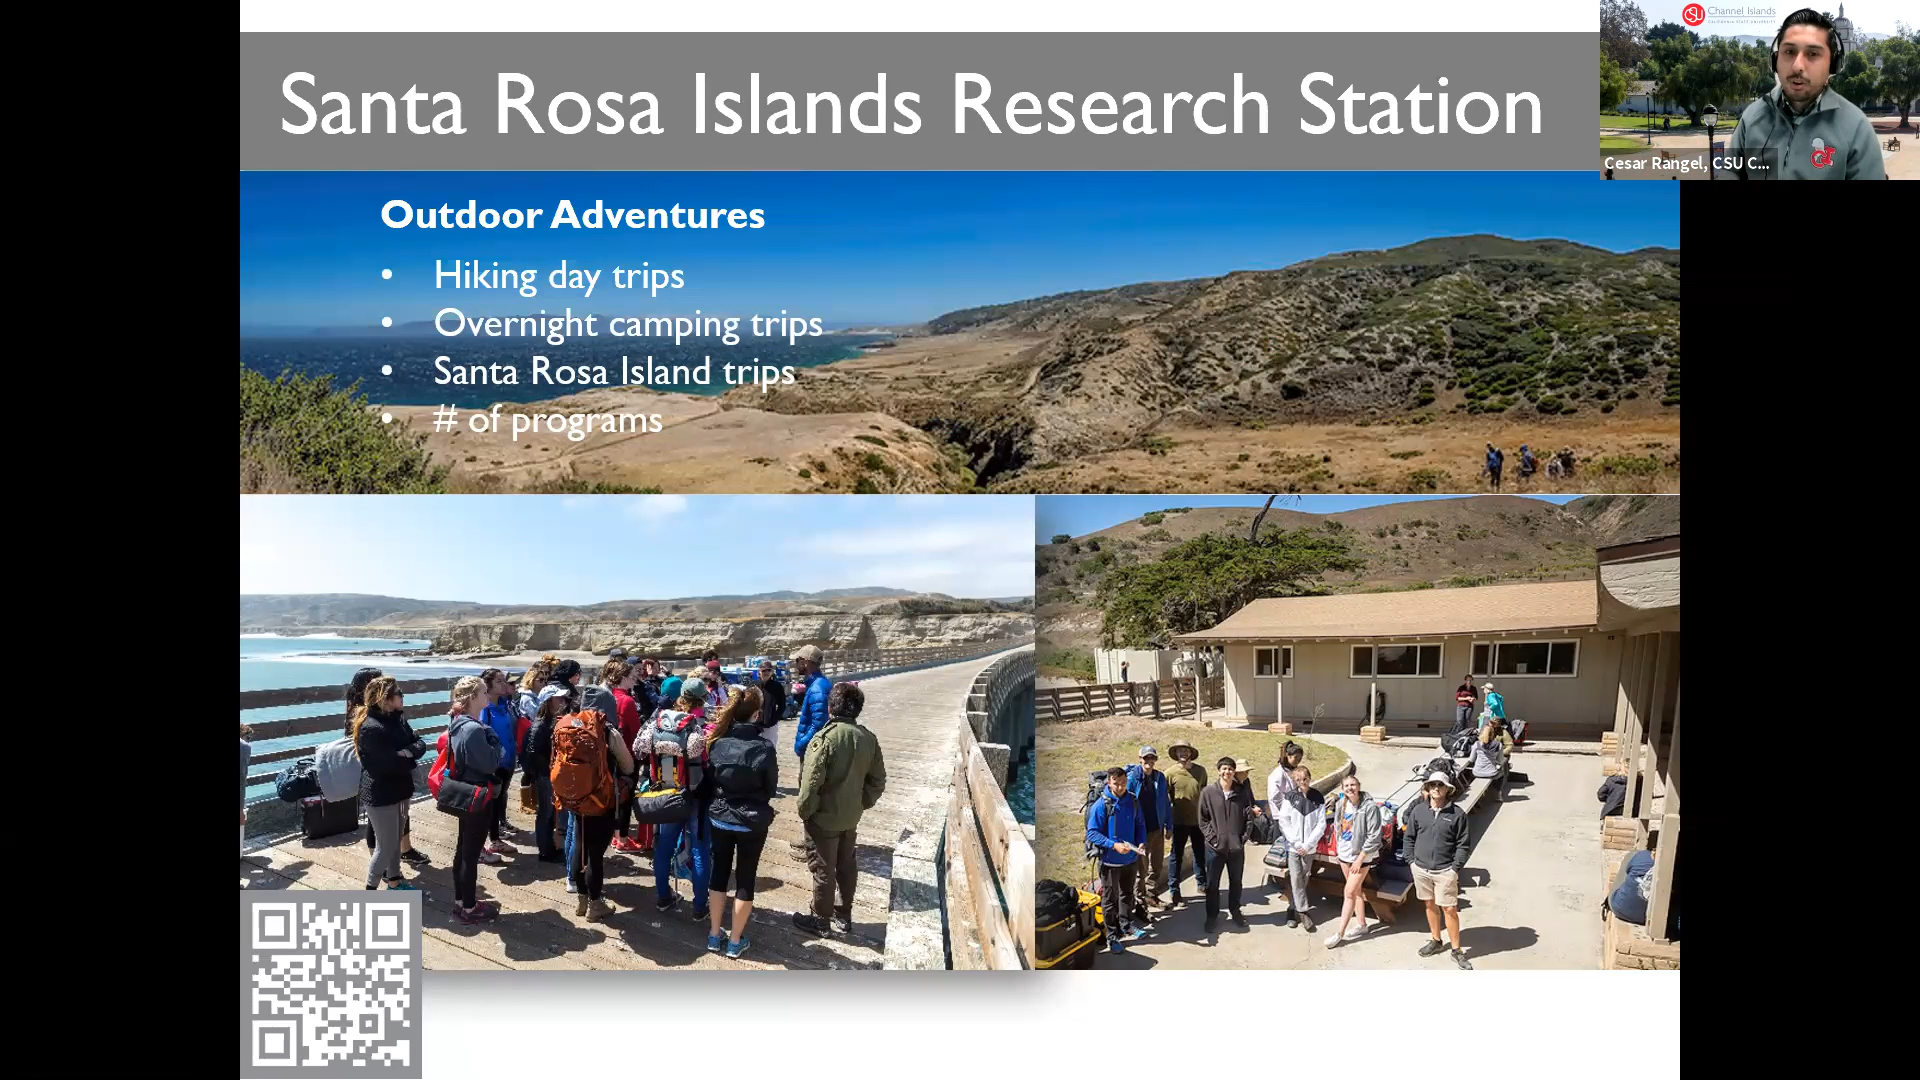 Santa Rosa Islands Research Station
Channel Islands
CALIFORNIA STATE UNIVERSITY
Cesar Rangel, CSU C...
Outdoor Adventures
• Hiking day trips
• Overnight camping trips
• Santa Rosa Island trips
• # of programs